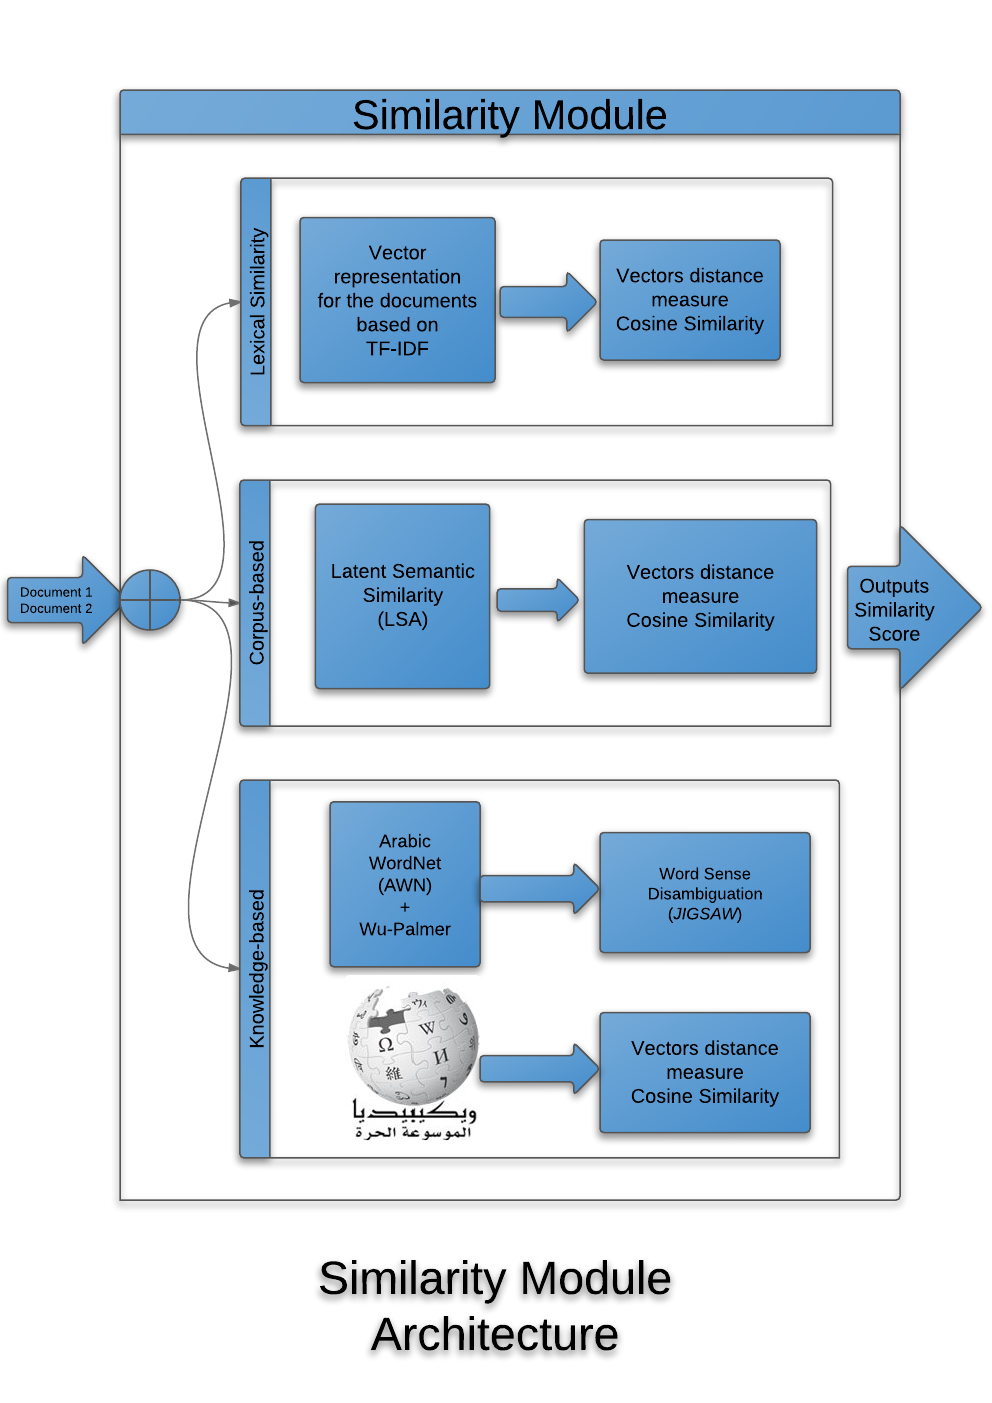 Similarity Module
Lexical Similarity
Vector
representation
for the documents
based on
TF-IDF
Vectors distance
measure
Cosine Similarity
Document 1
Document 2
Corpus-based
Latent Semantic
Similarity
(LSA)
Vectors distance
measure
Cosine Similarity
Outputs
Similarity
Score
Knowledge-based
Arabic
WordNet
(AWN)
+
Wu-Palmer
Word Sense
Disambiguation
(JIGSAW)
Ω
W
維
И
ويكيبيديا
الموسوعة الحرة
Vectors distance
measure
Cosine Similarity
Similarity Module
Architecture